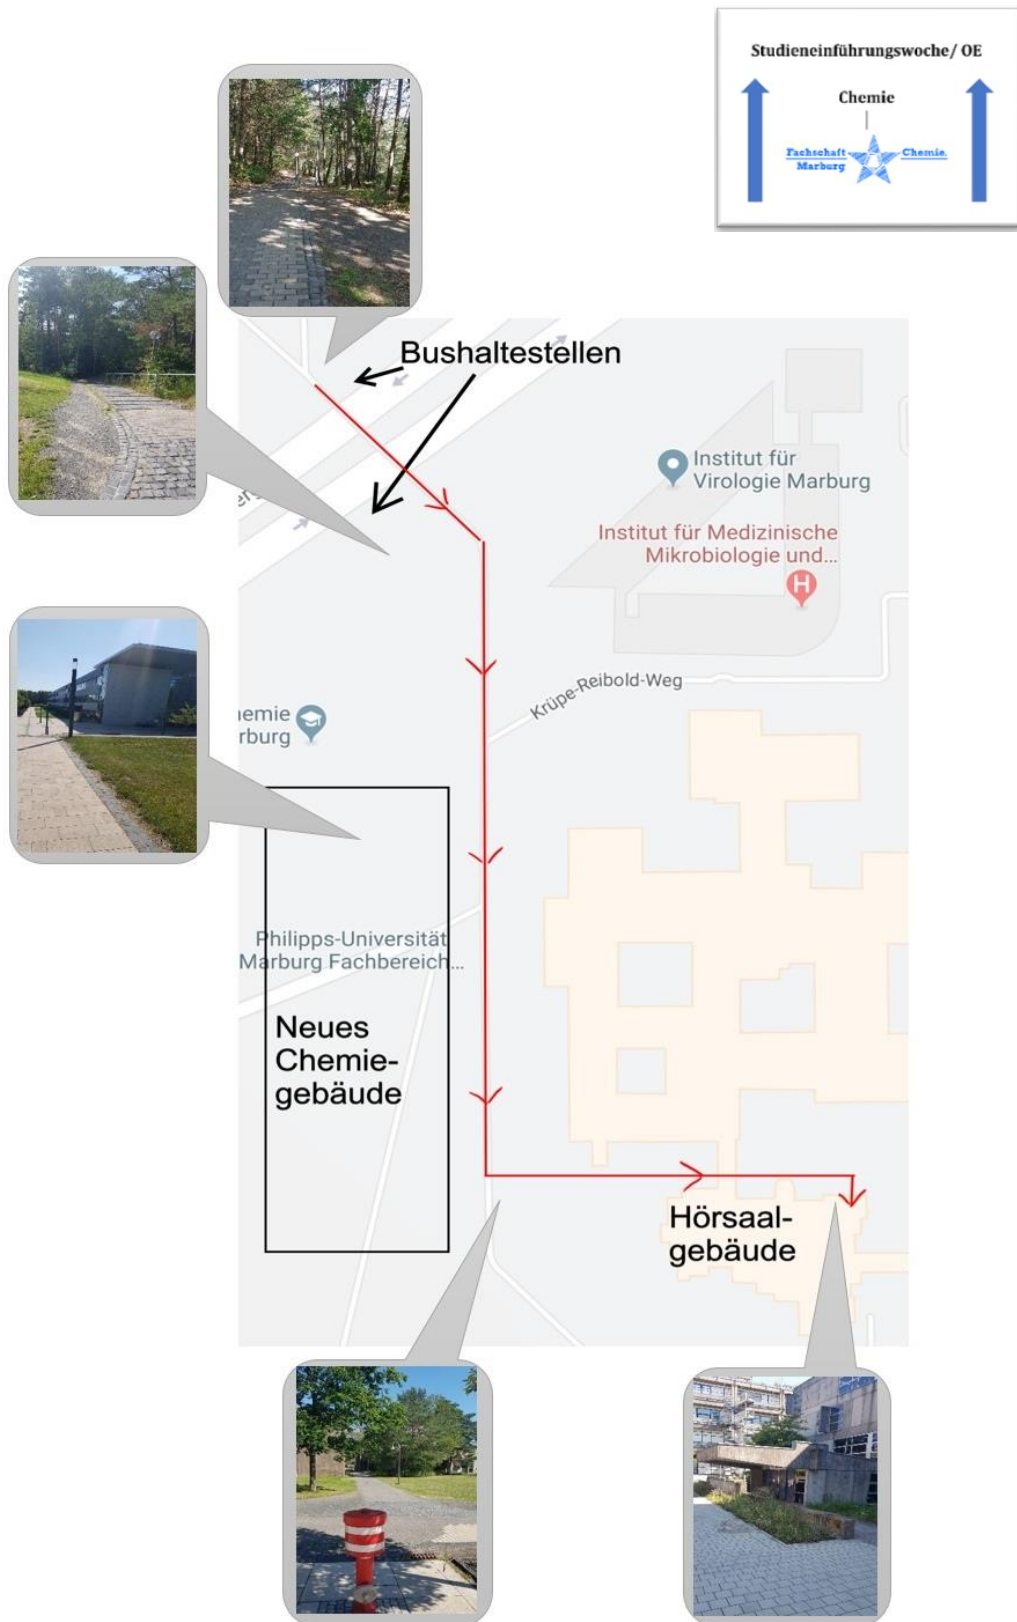 Studieneinführungswoche/ OE
Chemie
Fachschaft Chemie.
Marburg
Bushaltestellen
Institut für
Virologie Marburg
Institut für Medizinische
Mikrobiologie und...
H
Krüpe-Reibold-Weg
hemie
rburg
Philipps-Universität
Marburg Fachbereich...
Neues
Chemie-
gebäude
Hörsaal-
gebäude